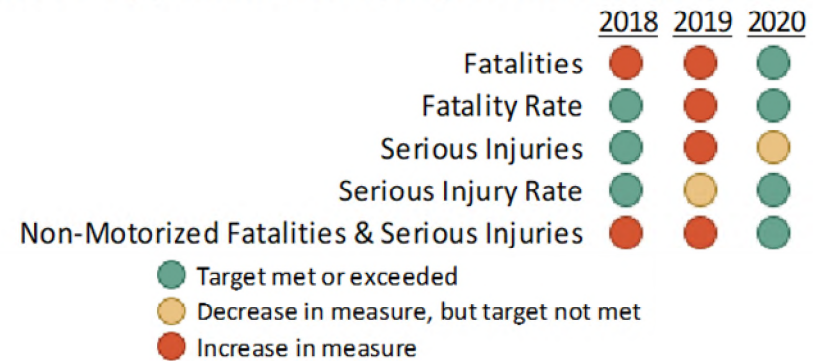 2018 2019 2020
Fatalities
Fatality Rate
Serious Injuries
Serious Injury Rate
Non-Motorized Fatalities & Serious Injuries
Target met or exceeded
Decrease in measure, but target not met
Increase in measure